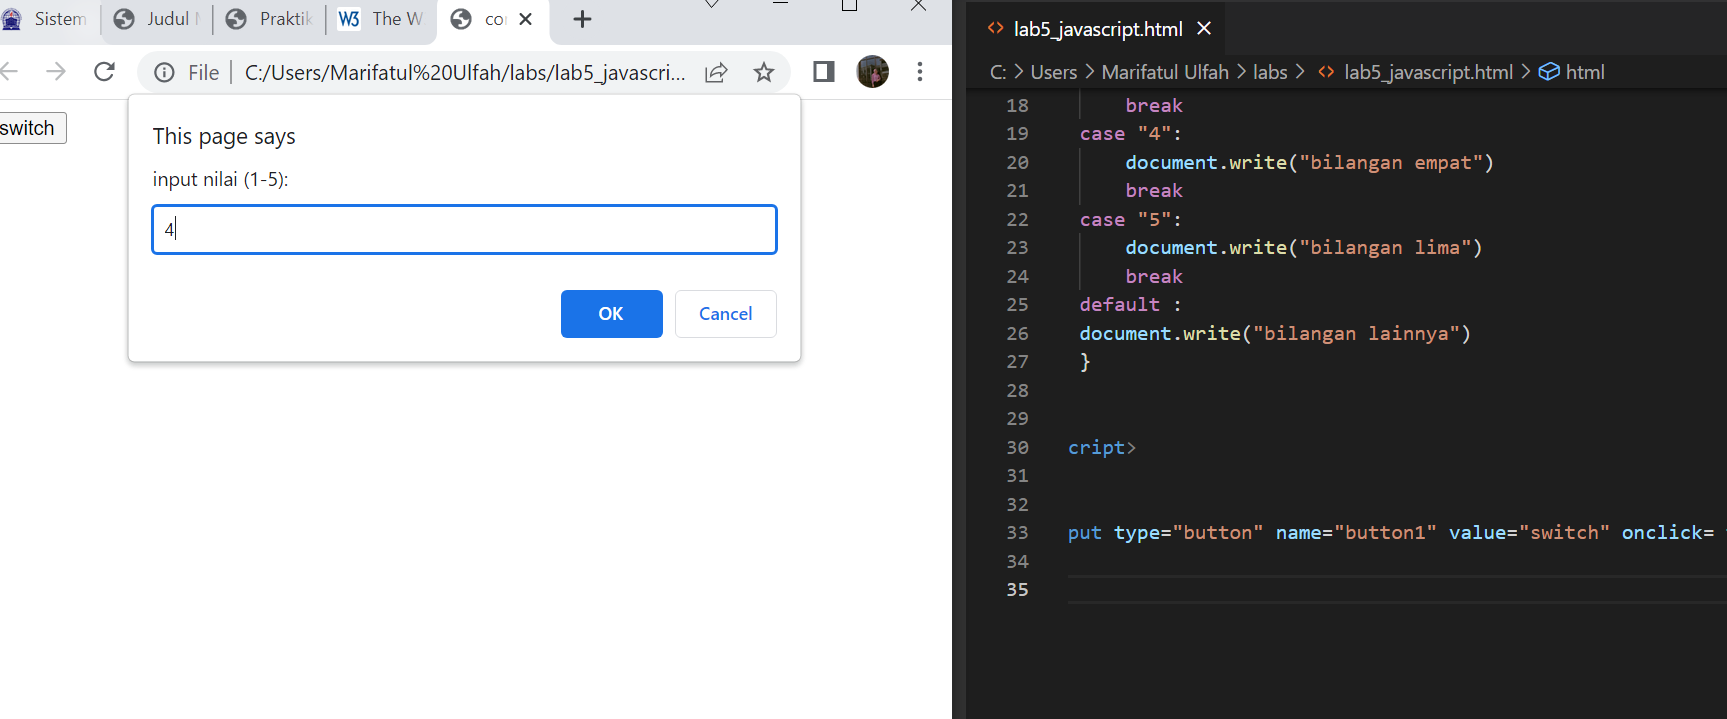 Sistem
Judul
Praktik
W3
The W
co
File
C:/Users/Marifatul%20Ulfah/labs/lab5_javascri...
switch
This page says
input nilai (1-5):
4
OK
Cancel
lab5_javascript.html
C: > Users > Marifatul Ulfah > labs > lab5_javascript.html > html
18 break
19 case "4":
20 document.write("bilangan empat")
21 break
22 case "5":
23 document.write("bilangan lima")
24 break
25 default :
26 document.write("bilangan lainnya")
27 }
28
29
30 cript>
31
32
33 put type="button" name="button1" value="switch" onclick=
34
35